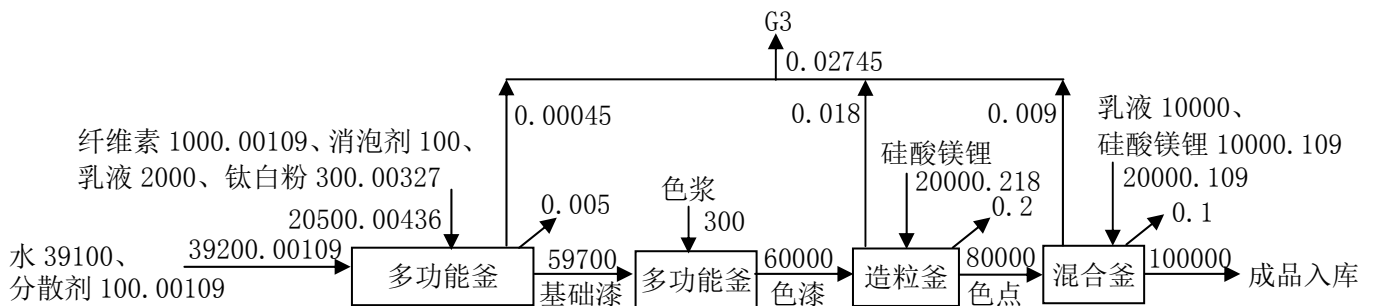 G3
0.02745
0.00045
0.018
0.009
纤维素 1000.00109、消泡剂 100、
乳液 2000、钛白粉 300.00327
20500.00436
0.005
色浆
300
硅酸镁锂
20000.218
0.2
乳液 10000、
硅酸镁锂 10000.109
20000.109
0.1
水 39100、
分散剂 100.00109
39200.00109
多功能釜
59700
基础漆
多功能釜
60000
色漆
造粒釜
80000
色点
混合釜
100000
成品入库